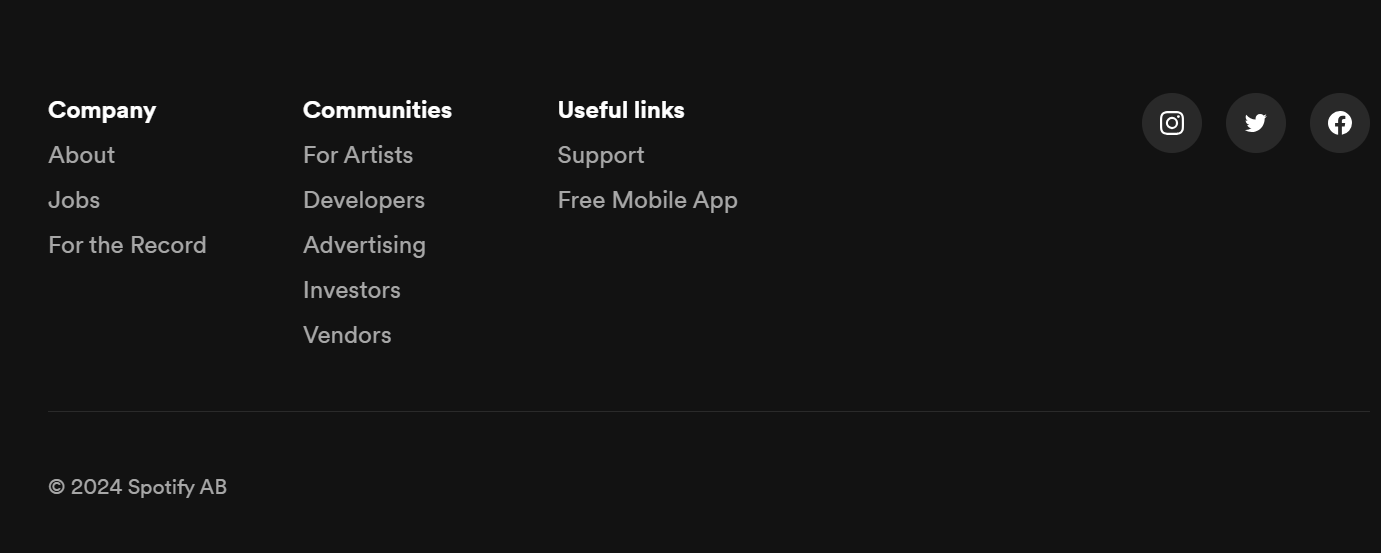 Company
About
Jobs
For the Record
Communities
For Artists
Developers
Advertising
Investors
Vendors
Useful links
Support
Free Mobile App
© 2024 Spotify AB